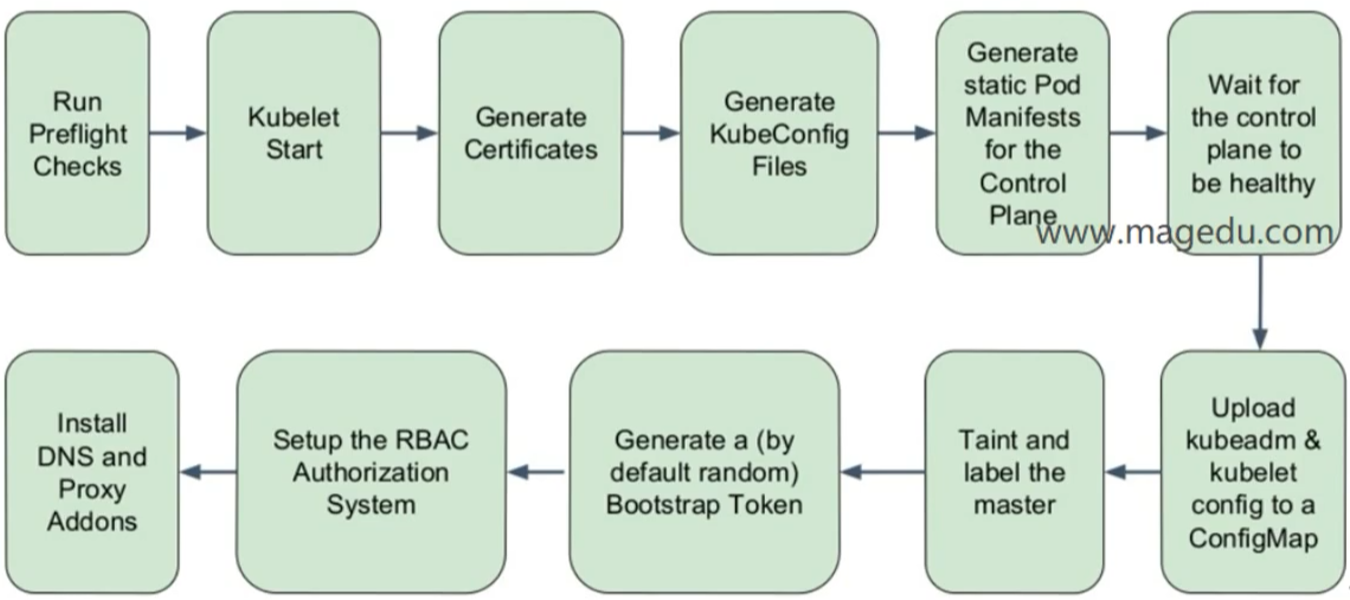 Run
Preflight
Checks
Kubelet
Start
Generate
Certificates
Generate
KubeConfig
Files
Generate
static Pod
Manifests
for the
Control
Plane
Wait for
the control
plane to
be healthy
www.magedu.com
Upload
kubeadm &
kubelet
config to a
ConfigMap
Taint and
label the
master
Generate a (by
default random)
Bootstrap Token
Setup the RBAC
Authorization
System
Install
DNS and
Proxy
Addons